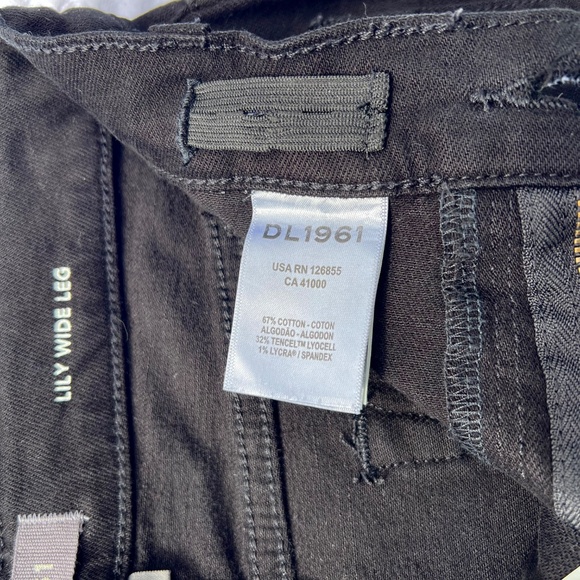 LILY WIDE LEG
DL1961
USA RN 126855
CA 41000
67% COTTON - COTON
ALGODÃO - ALGODON
32% TENCEL™ LYOCELL
1% LYCRA® / SPANDEX